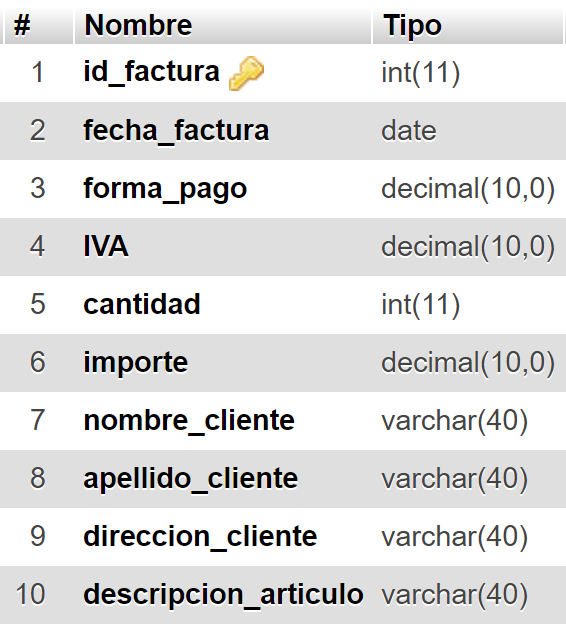 # Nombre Tipo
1 id_factura int(11)
2 fecha_factura date
3 forma_pago decimal(10,0)
4 IVA decimal(10,0)
5 cantidad int(11)
6 importe decimal(10,0)
7 nombre_cliente varchar(40)
8 apellido_cliente varchar(40)
9 direccion_cliente varchar(40)
10 descripcion_articulo varchar(40)